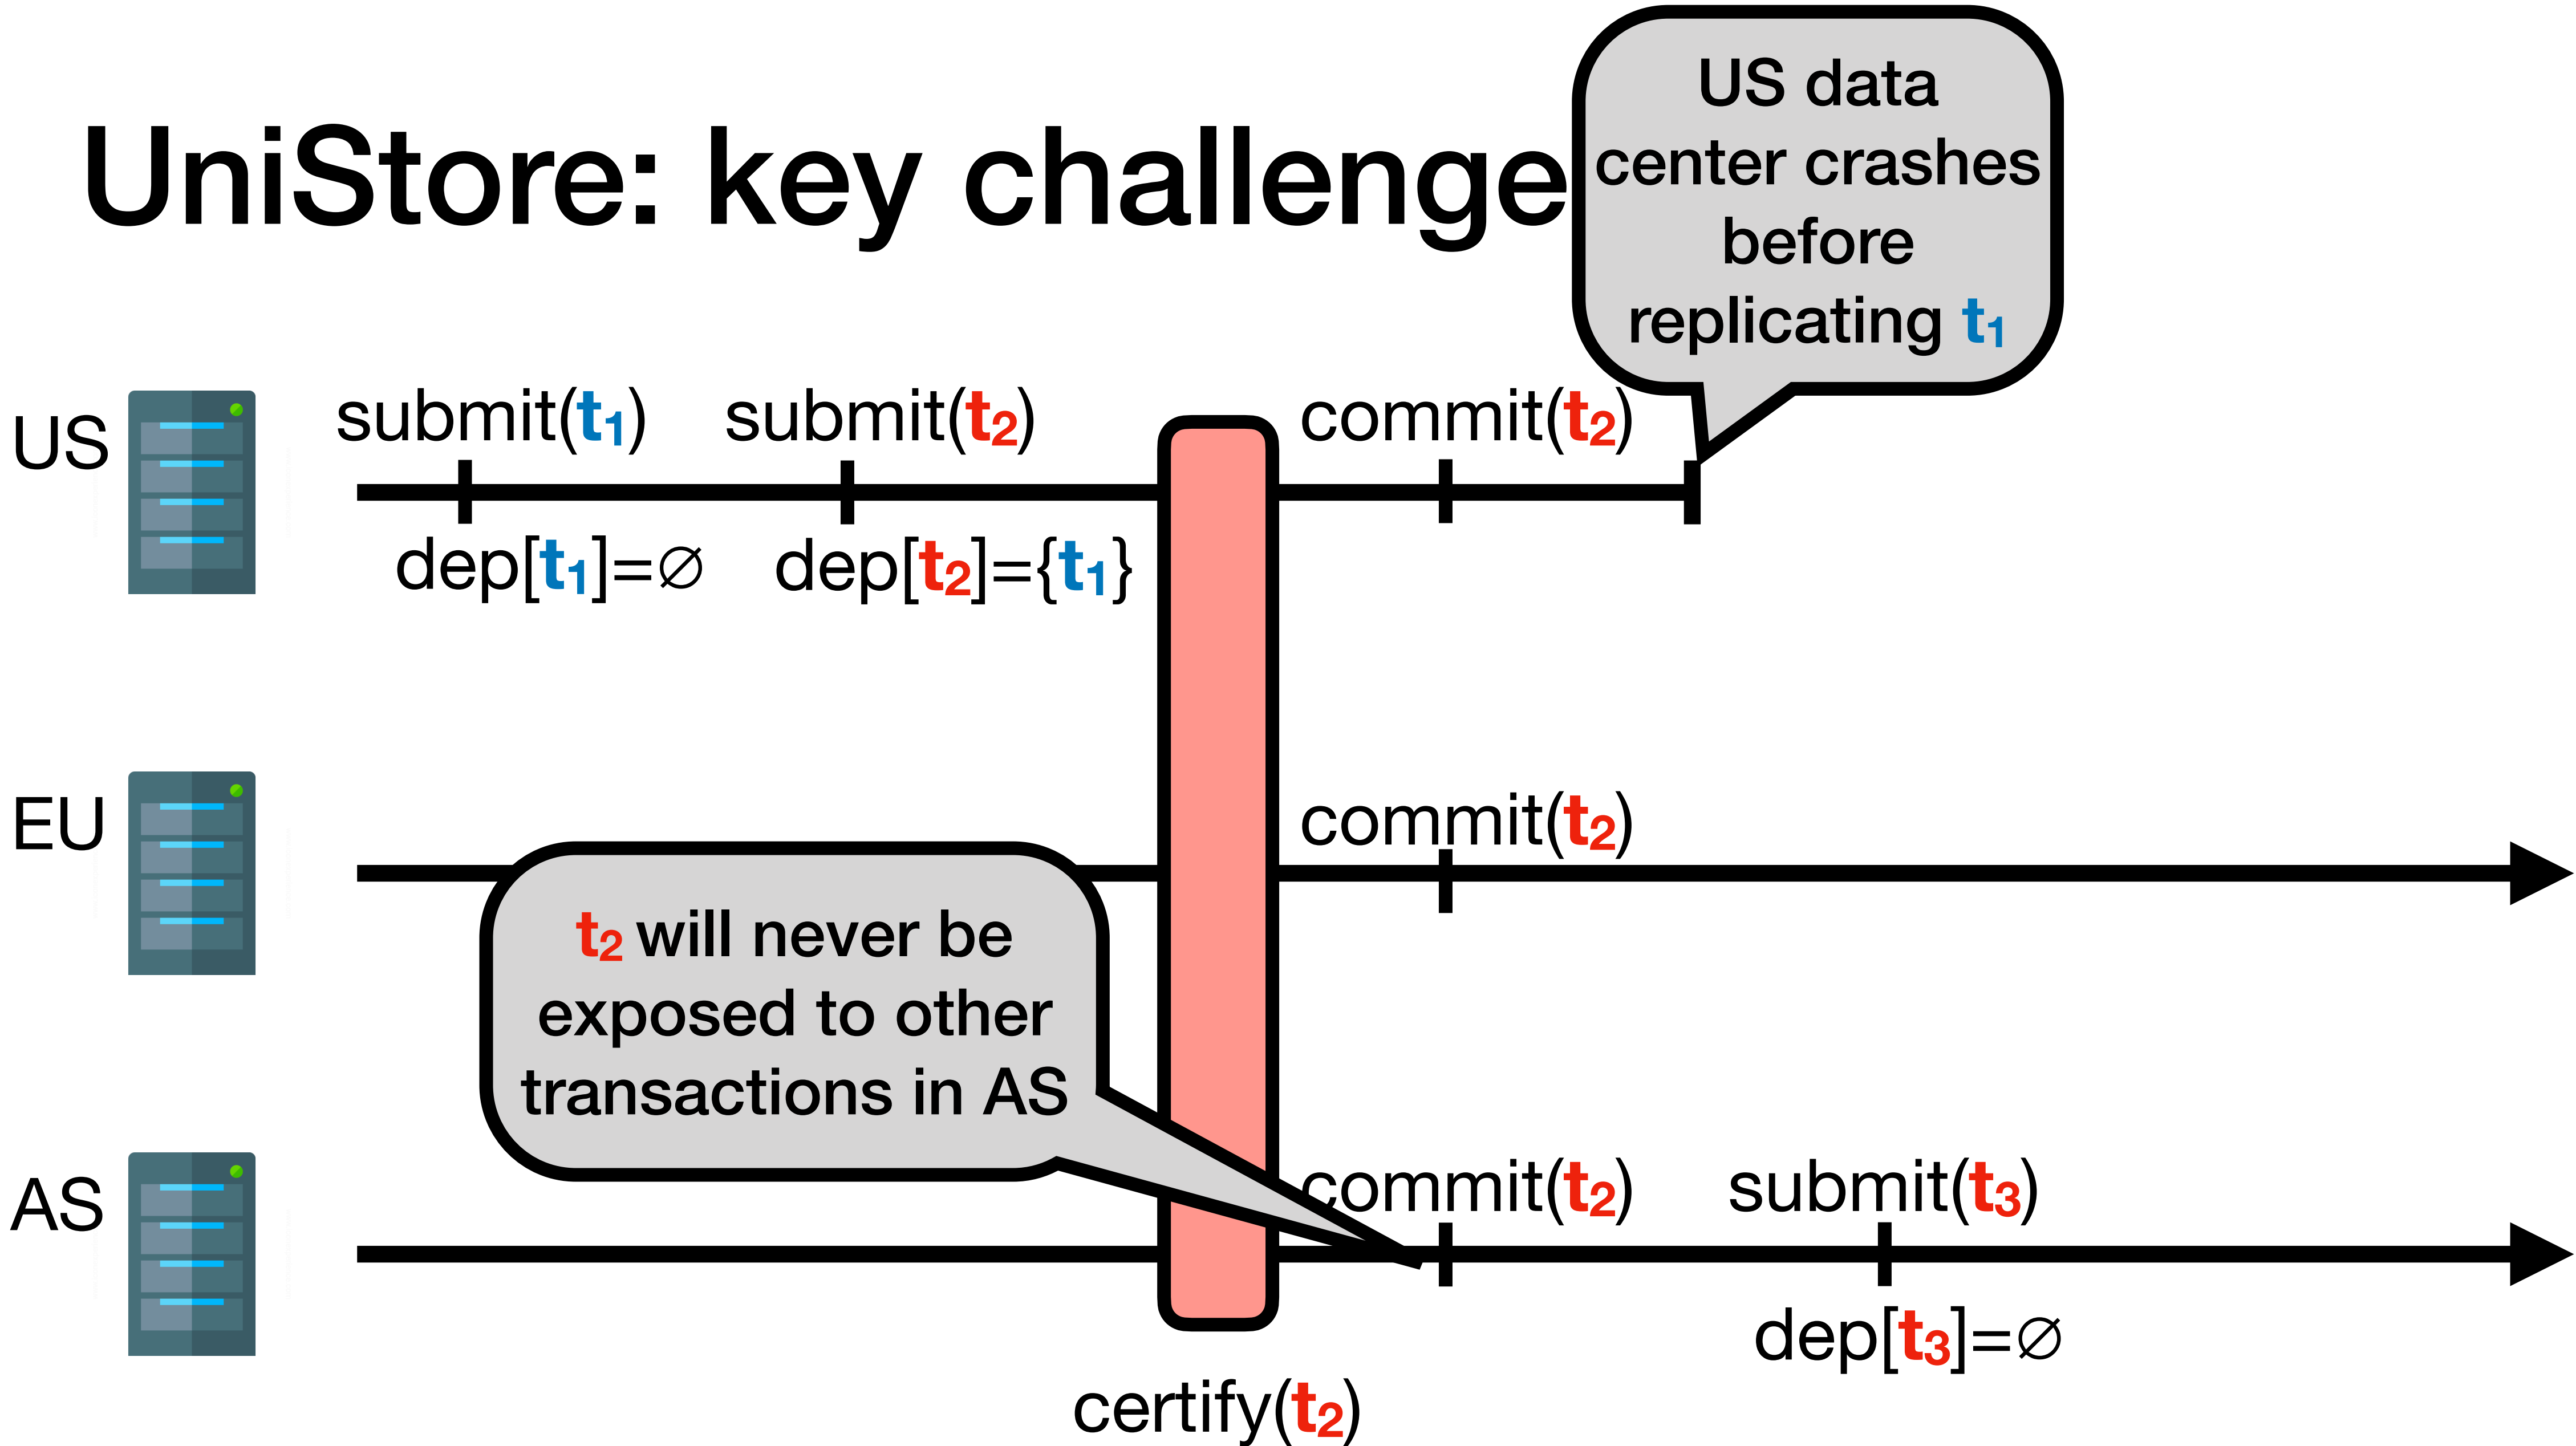 UniStore: key challenge
US data
center crashes
before
replicating t₁
US
submit(t₁)
submit(t₂)
commit(t₂)
dep[t₁]=∅
dep[t₂]={t₁}
EU
commit(t₂)
t₂ will never be
exposed to other
transactions in AS
AS
commit(t₂)
submit(t₃)
dep[t₃]=∅
certify(t₂)